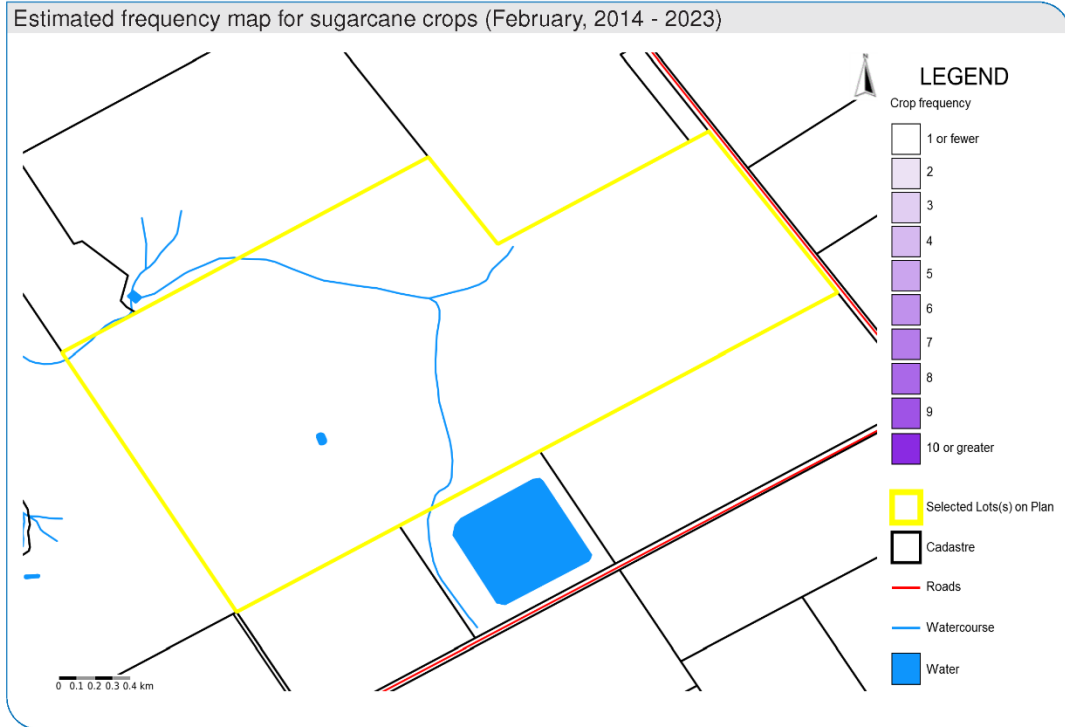 Estimated frequency map for sugarcane crops (February, 2014 - 2023)
N
LEGEND
Crop frequency
1 or fewer
2
3
4
5
6
7
8
9
10 or greater
Selected Lots(s) on Plan
Cadastre
Roads
Watercourse
Water
0 0.1 0.2 0.3 0.4 km